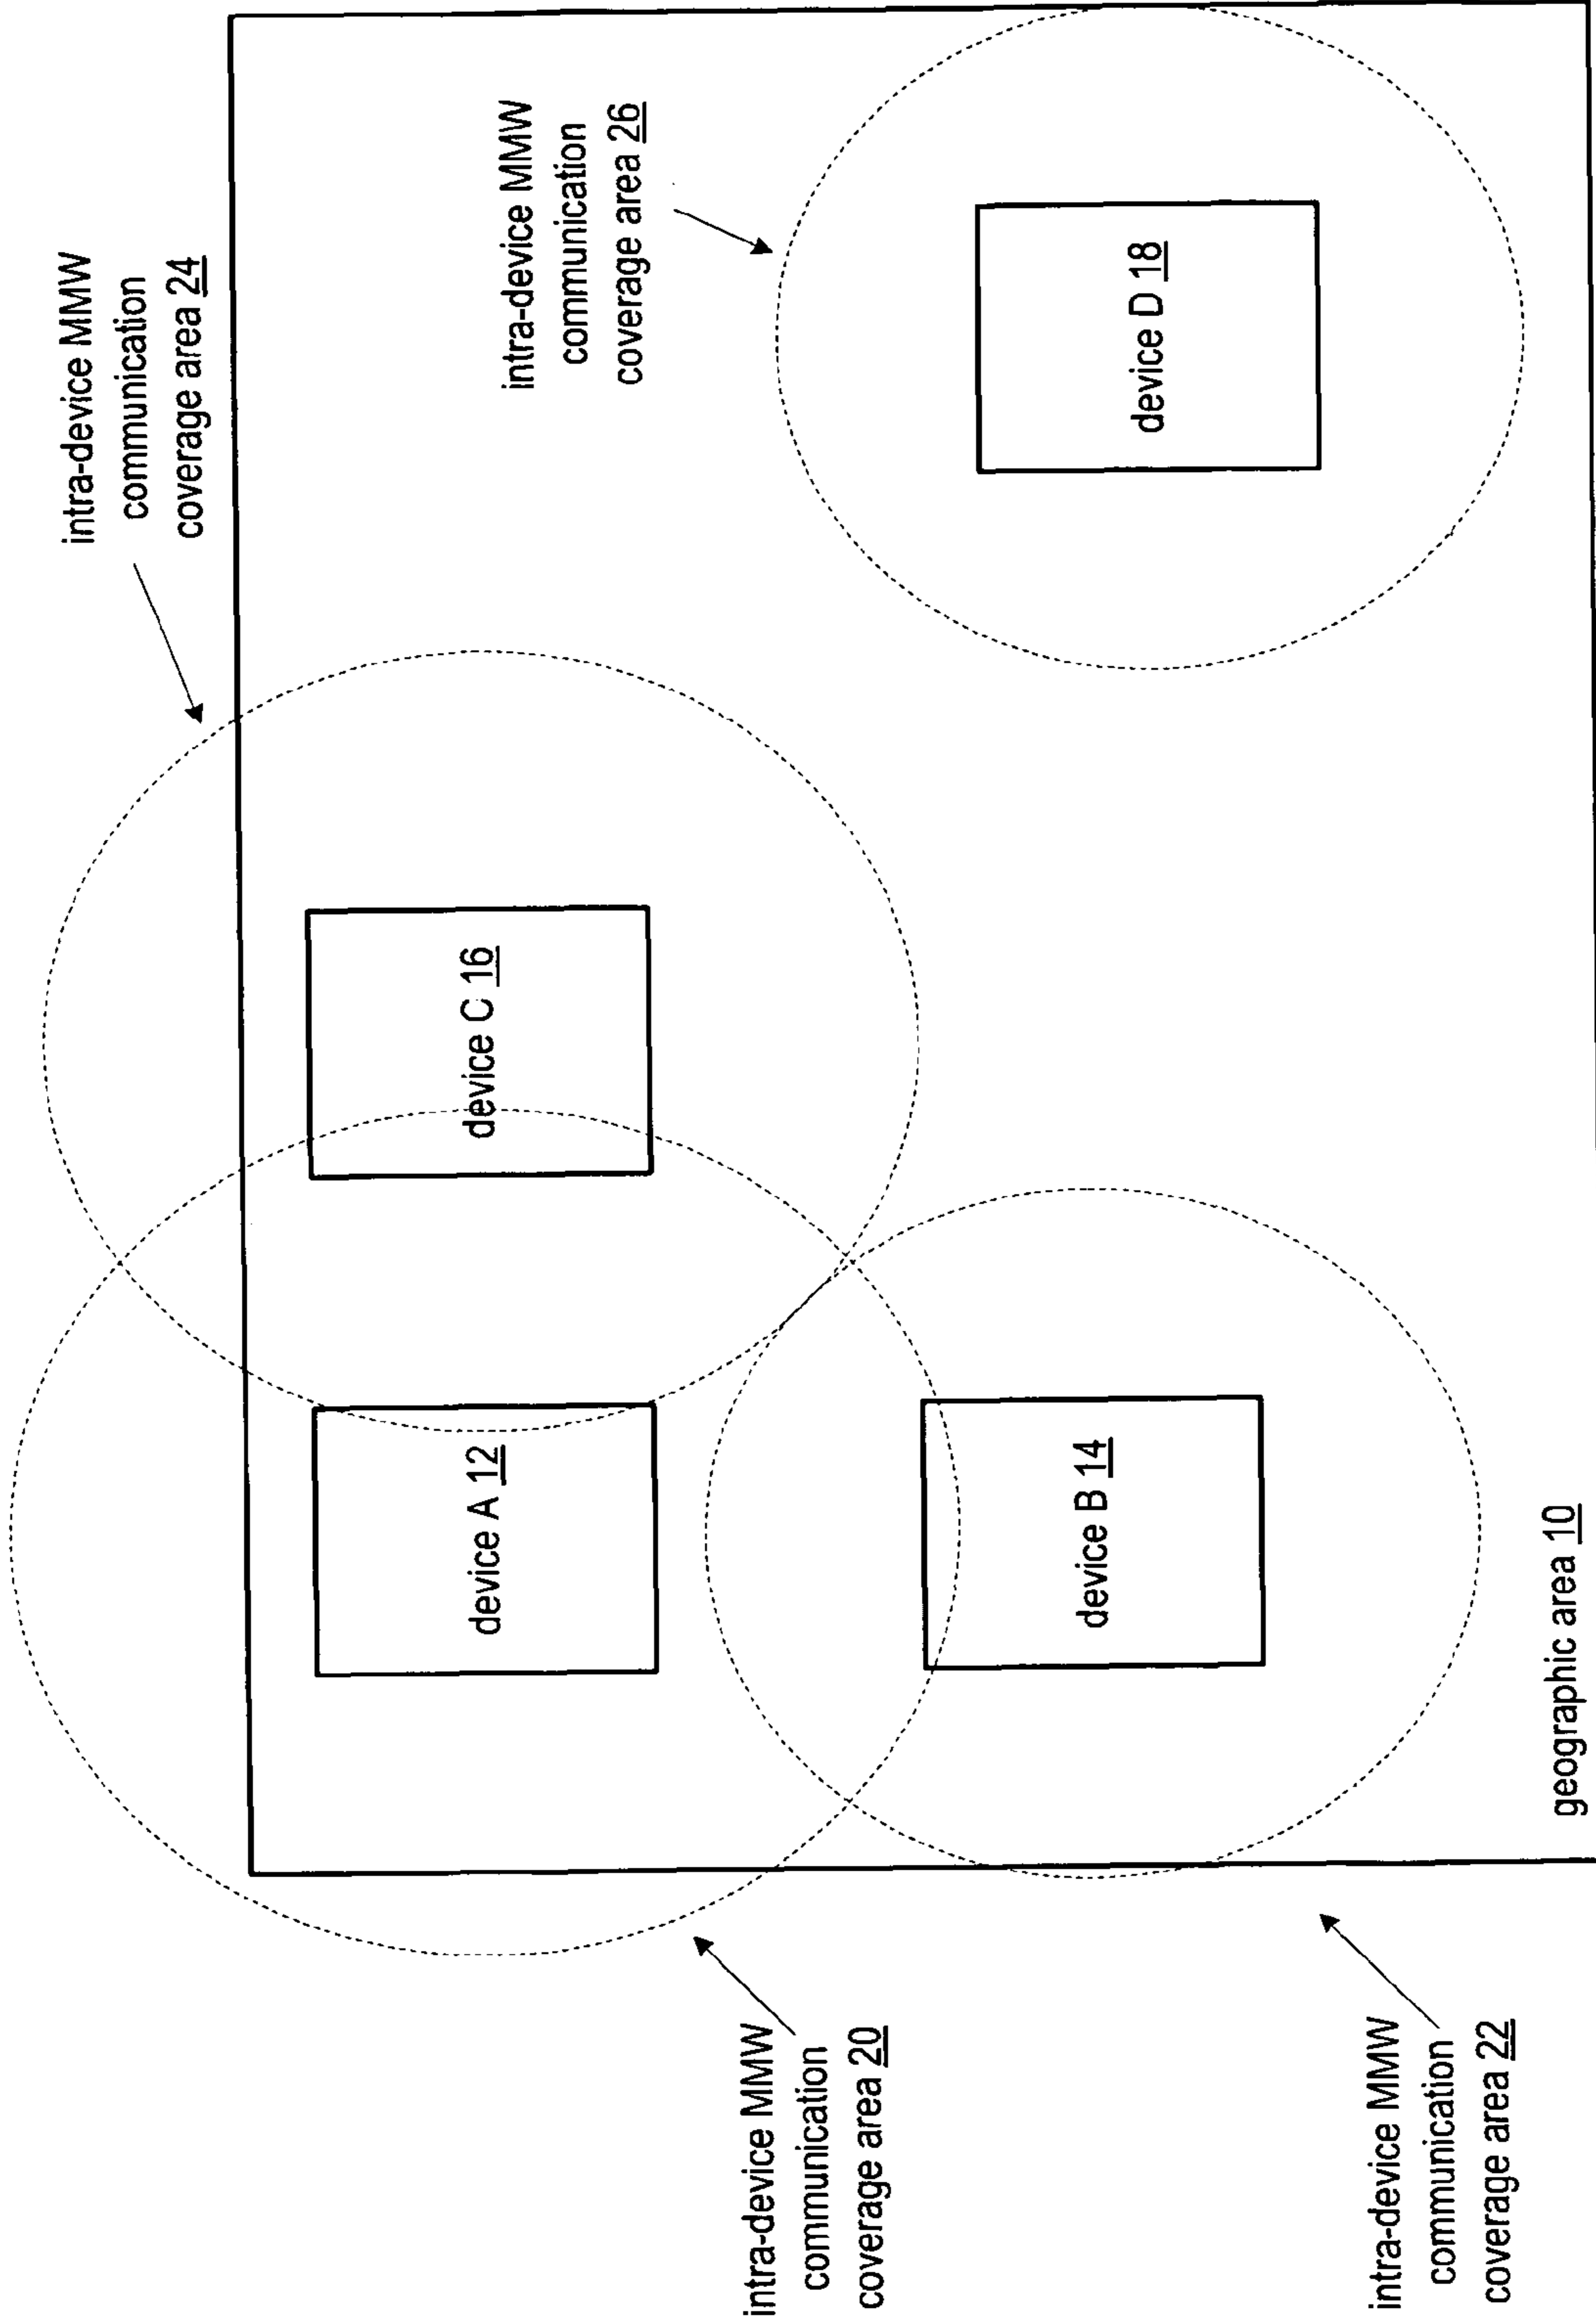 intra-device MMW
communication
coverage area 24
intra-device MMW
communication
coverage area 26
device A 12
device C 16
intra-device MMW
communication
coverage area 20
device B 14
device D 18
intra-device MMW
communication
coverage area 22
geographic area 10